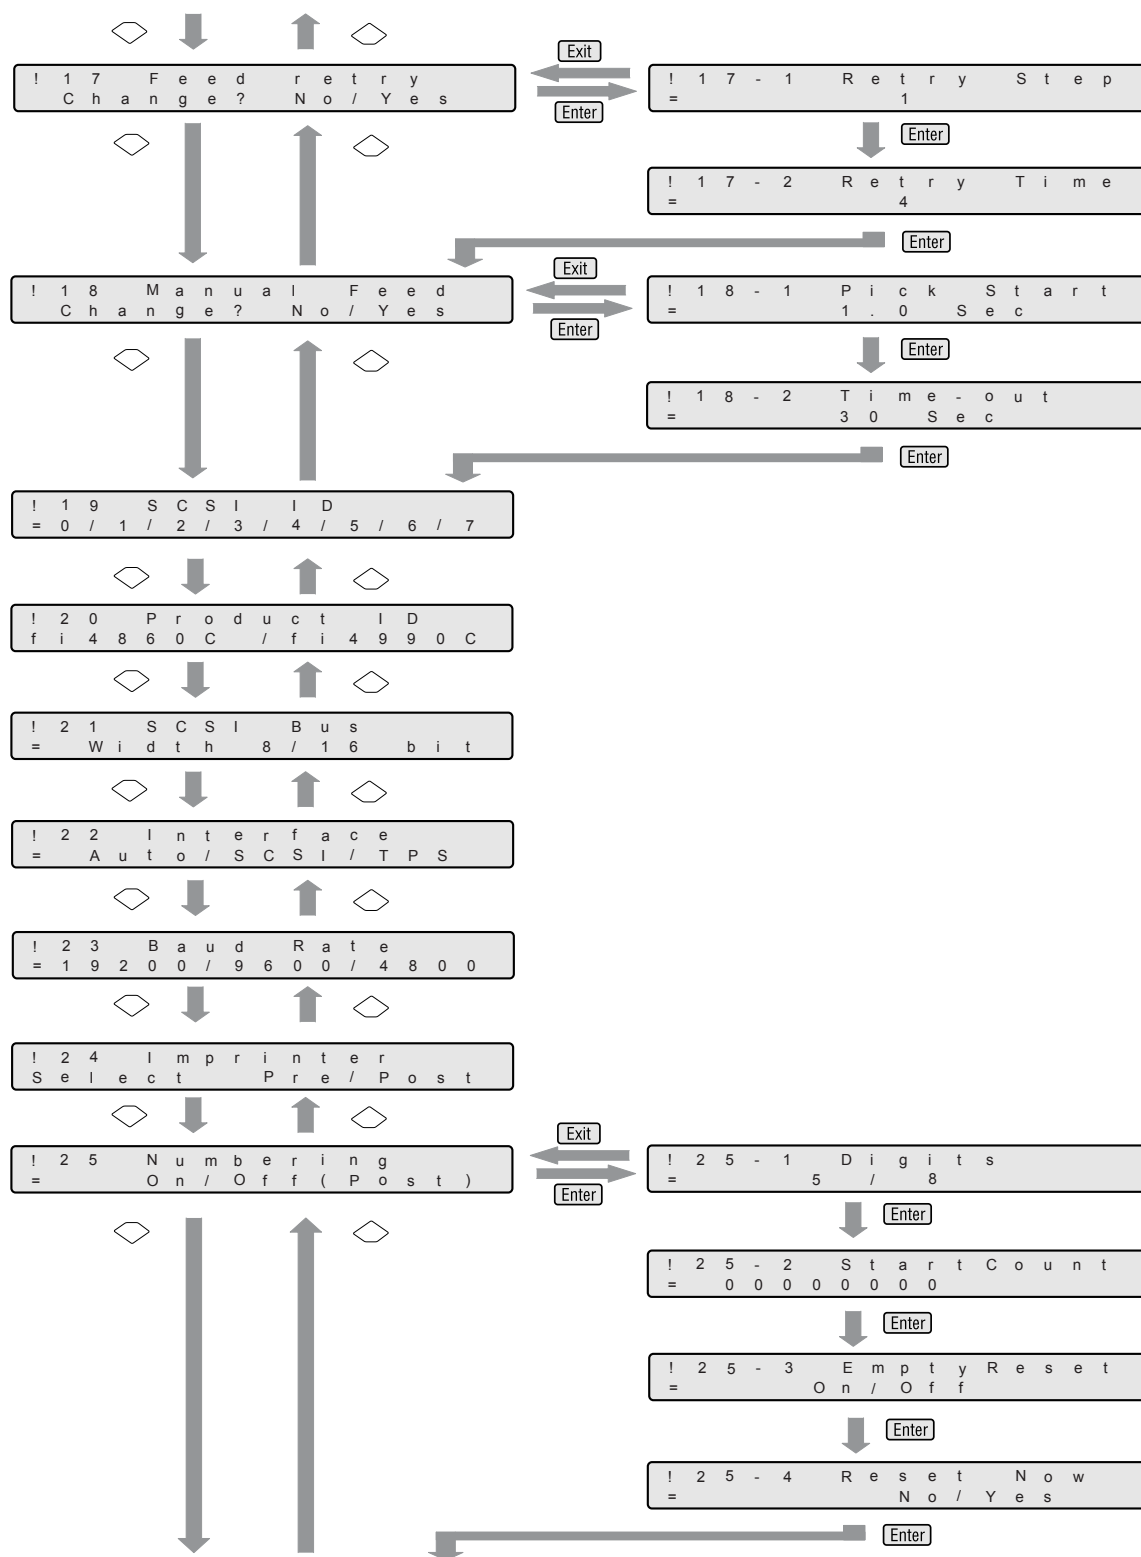 Exit
! 17 Feed retry
Change? No/Yes
! 17-1 Retry Step
= 1
Enter
Enter
! 17-2 Retry Time
= 4
Enter
Exit
! 18 Manual Feed
Change? No/Yes
! 18-1 Pick Start
= 1.0 Sec
Enter
Enter
! 18-2 Time-out
= 30 Sec
Enter
! 19 SCSI ID
=0/1/2/3/4/5/6/7
! 20 Product ID
fi4860C /fi4990C
! 21 SCSI Bus
= Width 8/16 bit
! 22 Interface
= Auto/SCSI/TPS
! 23 Baud Rate
=19200/9600/4800
! 24 Imprinter
Select Pre/Post
Exit
! 25 Numbering
= On/Off(Post)
! 25-1 Digits
= 5 / 8
Enter
Enter
! 25-2 StartCount
= 00000000
Enter
! 25-3 EmptyReset
= On/Off
Enter
! 25-4 Reset Now
= No/Yes
Enter